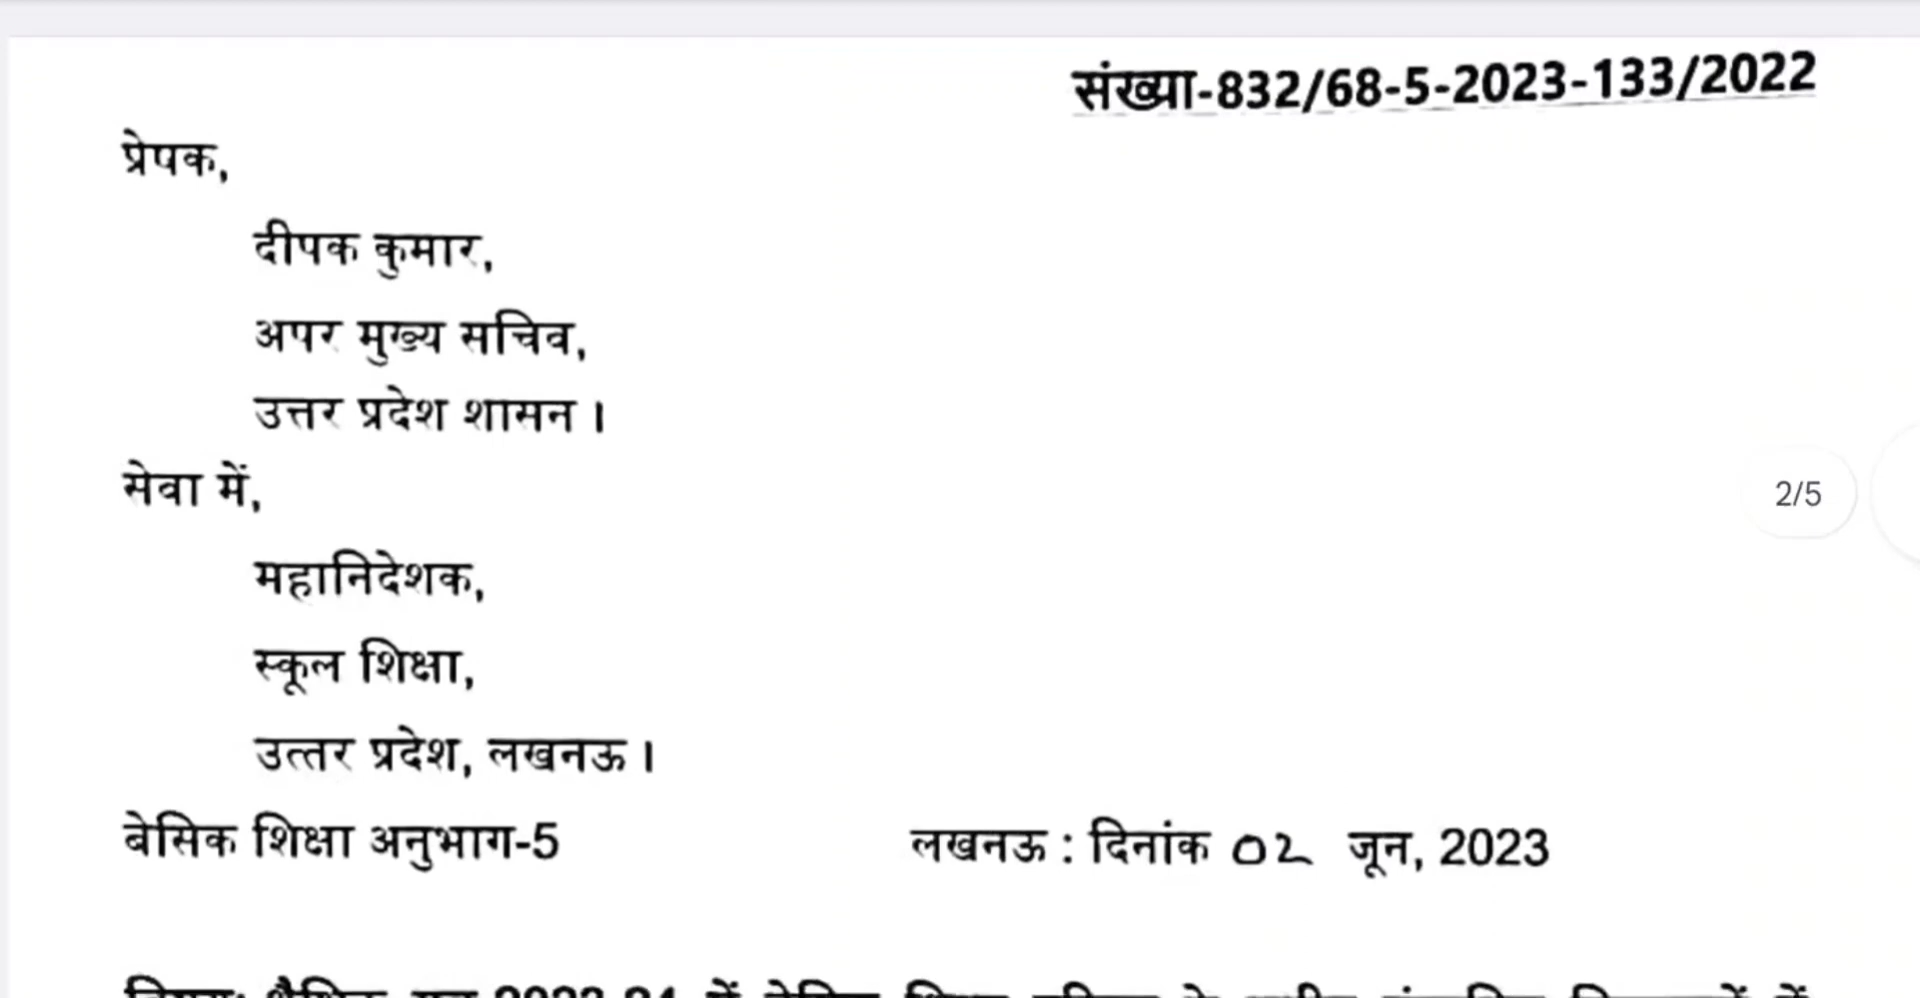 संख्या-832/68-5-2023-133/2022
प्रेषक,
दीपक कुमार,
अपर मुख्य सचिव,
उत्तर प्रदेश शासन।
सेवा में,
महानिदेशक,
स्कूल शिक्षा,
उत्तर प्रदेश, लखनऊ।
2/5
बेसिक शिक्षा अनुभाग-5 लखनऊ : दिनांक 02 जून, 2023